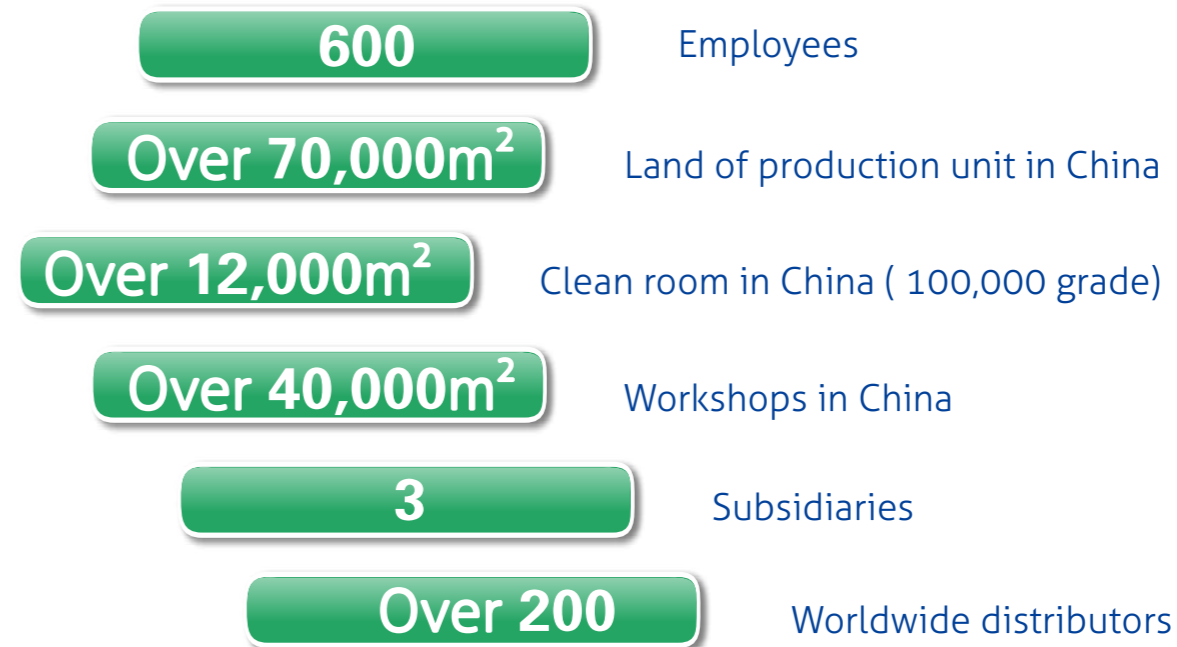 600 Employees
Over 70,000m² Land of production unit in China
Over 12,000m² Clean room in China ( 100,000 grade)
Over 40,000m² Workshops in China
3 Subsidiaries
Over 200 Worldwide distributors